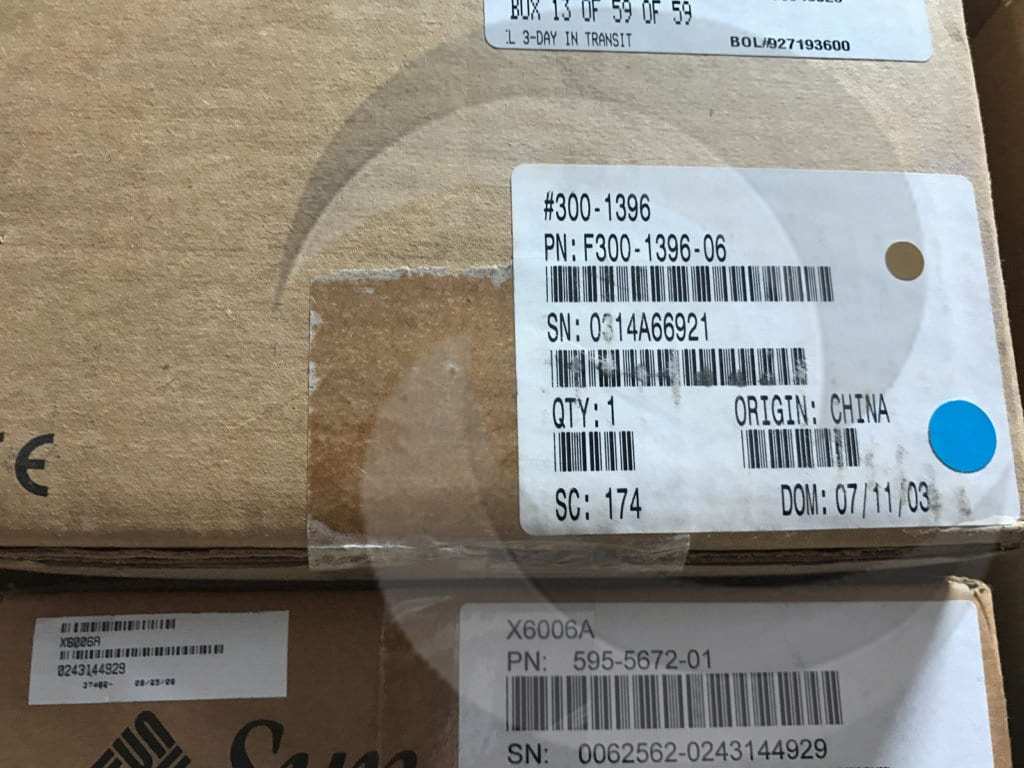 BOX 13 OF 59 OF 59
3-DAY IN TRANSIT
BOL#927193600
#300-1396
PN: F300-1396-06
SN: 0314A66921
QTY: 1
ORIGIN: CHINA
SC: 174
DOM: 07/11/03
CE
X6006A
0243144929
X6006A
PN: 595-5672-01
SN: 0062562-0243144929
Sun